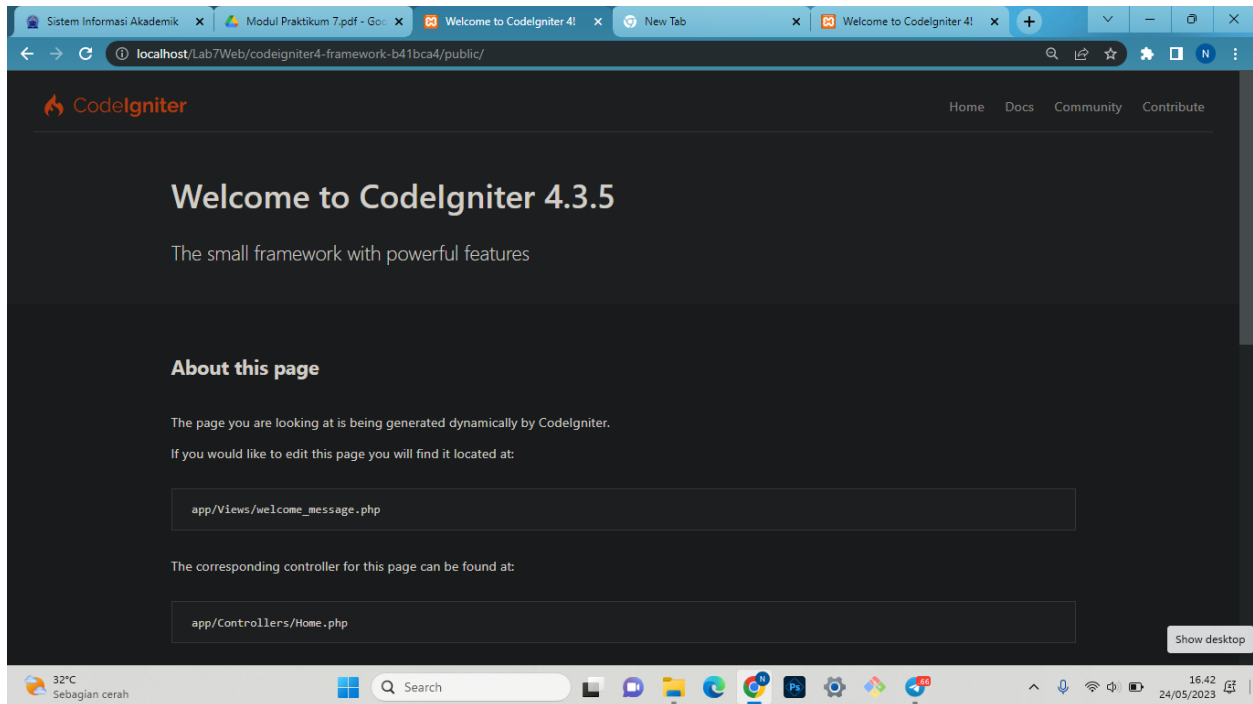 Sistem Informasi Akademik
Modul Praktikum 7.pdf - Goo
Welcome to CodeIgniter 4!
New Tab
Welcome to CodeIgniter 4!
localhost/Lab7Web/codeigniter4-framework-b41bca4/public/
N
CodeIgniter
Home Docs Community Contribute
Welcome to CodeIgniter 4.3.5
The small framework with powerful features
About this page
The page you are looking at is being generated dynamically by CodeIgniter.
If you would like to edit this page you will find it located at:
app/Views/welcome_message.php
The corresponding controller for this page can be found at:
app/Controllers/Home.php
Show desktop
32°C
Sebagian cerah
Search
N
Ps
66
16.42
24/05/2023